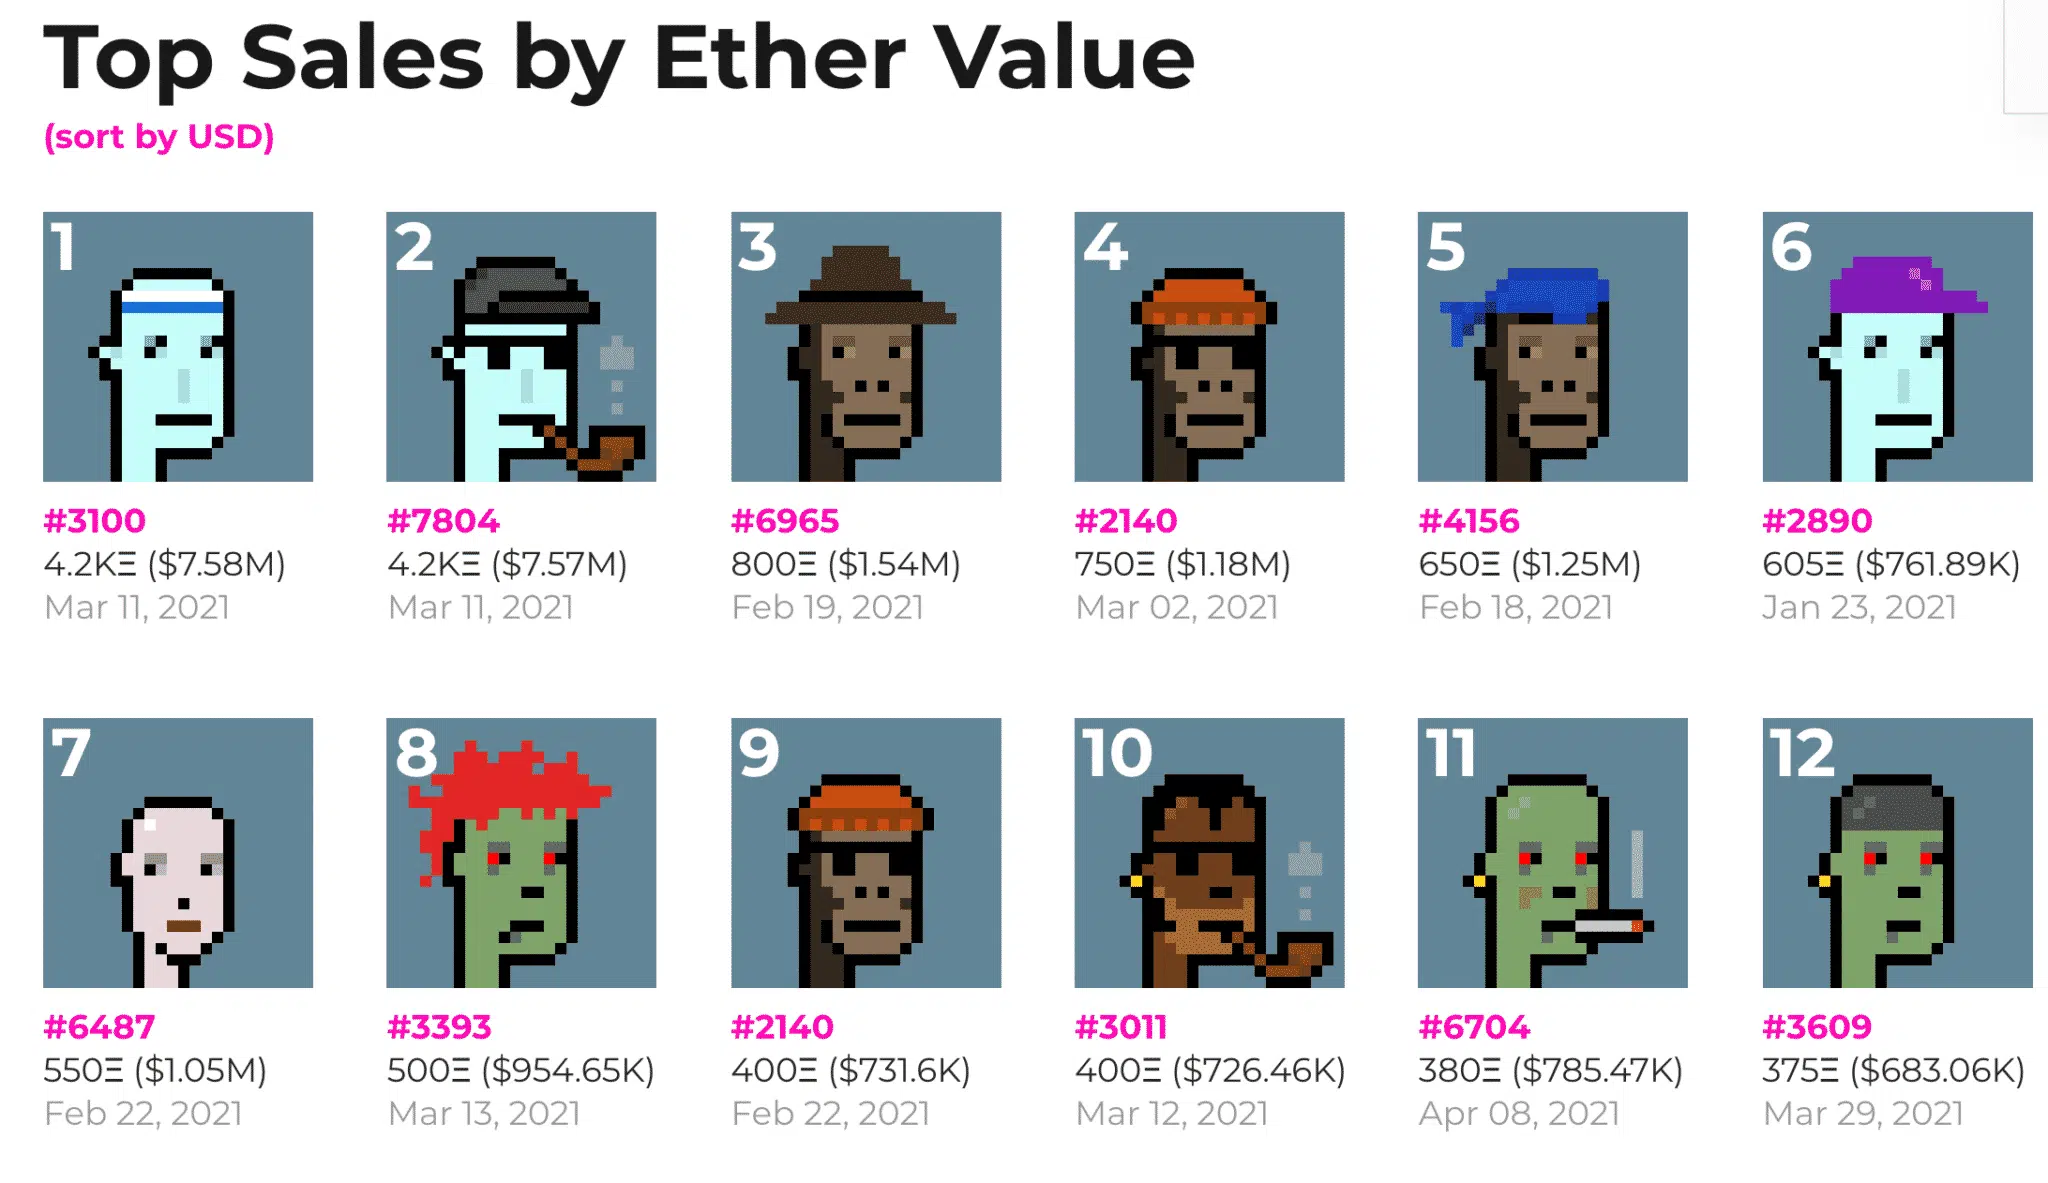 Top Sales by Ether Value
(sort by USD)
1
#3100
4.2KΞ ($7.58M)
Mar 11, 2021
2
#7804
4.2KΞ ($7.57M)
Mar 11, 2021
3
#6965
800Ξ ($1.54M)
Feb 19, 2021
4
#2140
750Ξ ($1.18M)
Mar 02, 2021
5
#4156
650Ξ ($1.25M)
Feb 18, 2021
6
#2890
605Ξ ($761.89K)
Jan 23, 2021
7
#6487
550Ξ ($1.05M)
Feb 22, 2021
8
#3393
500Ξ ($954.65K)
Mar 13, 2021
9
#2140
400Ξ ($731.6K)
Feb 22, 2021
10
#3011
400Ξ ($726.46K)
Mar 12, 2021
11
#6704
380Ξ ($785.47K)
Apr 08, 2021
12
#3609
375Ξ ($683.06K)
Mar 29, 2021